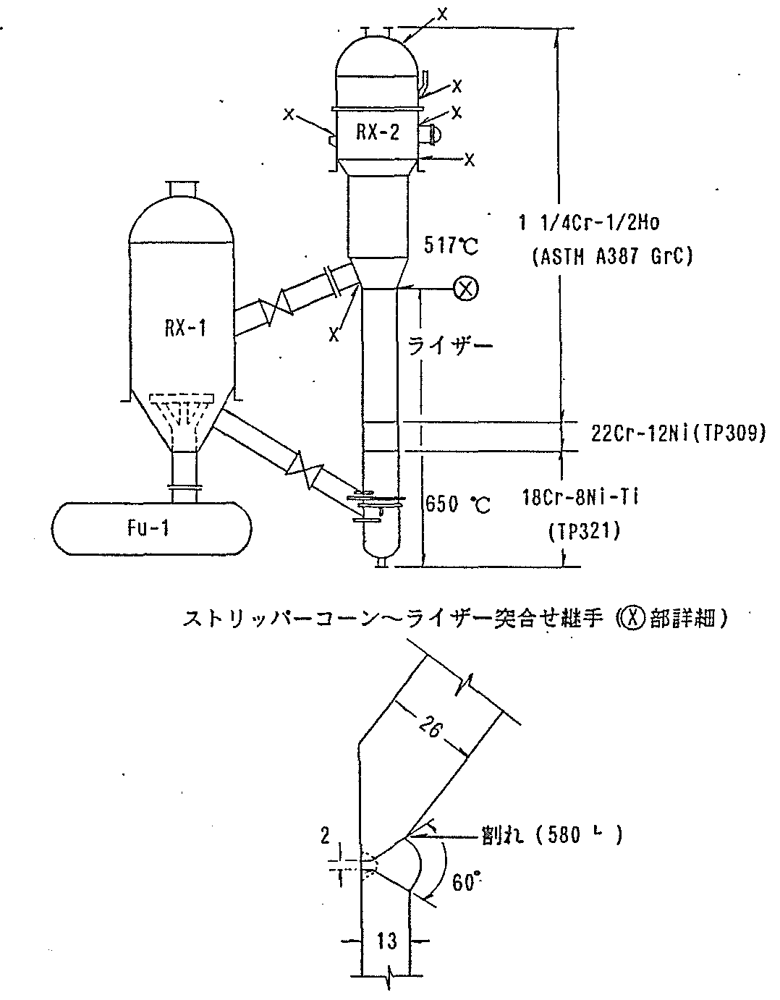 X
X
X
X
RX-2
X
1 1/4Cr-1/2Ho
(ASTH A387 GrC)
517℃
X
RX-1
X
ライザー
22Cr-12Ni(TP309)
650 ℃
18Cr-8Ni-Ti
(TP321)
Fu-1
ストリッパーコーン～ライザー突合せ継手 (Ⓧ部詳細)
26
2
割れ (580 L )
60°
13